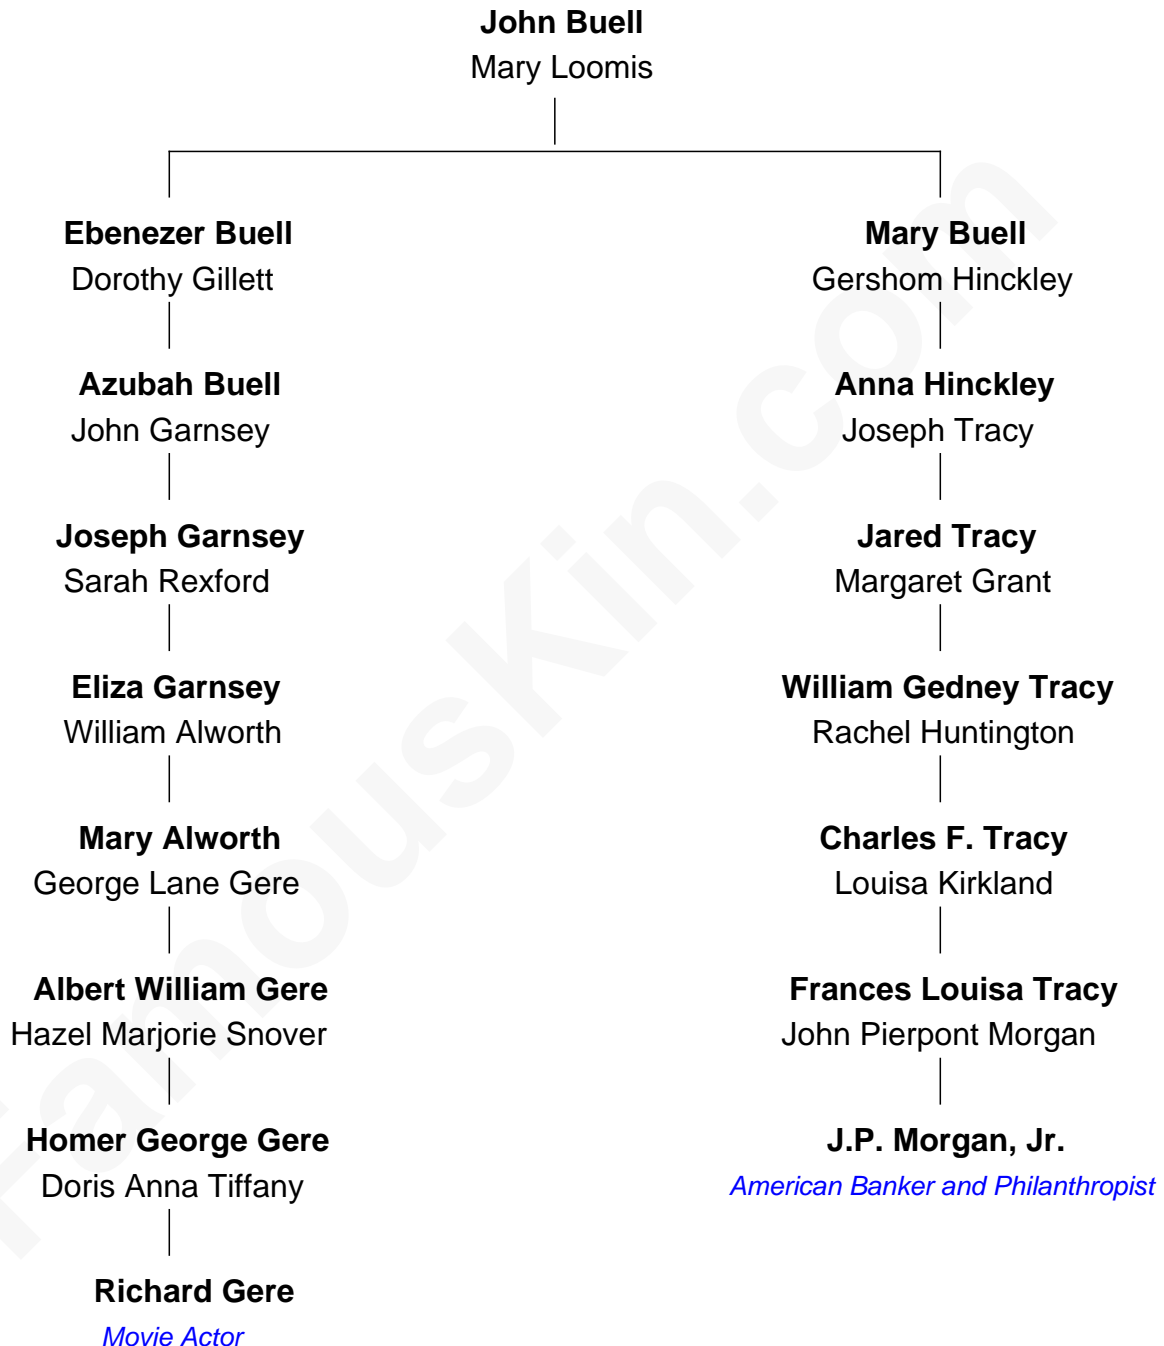 John Buell
Mary Loomis
Ebenezer Buell
Dorothy Gillett
Mary Buell
Gershom Hinckley
Azubah Buell
John Garnsey
Anna Hinckley
Joseph Tracy
Joseph Garnsey
Sarah Rexford
Jared Tracy
Margaret Grant
Eliza Garnsey
William Alworth
William Gedney Tracy
Rachel Huntington
Mary Alworth
George Lane Gere
Charles F. Tracy
Louisa Kirkland
Albert William Gere
Hazel Marjorie Snover
Frances Louisa Tracy
John Pierpont Morgan
Homer George Gere
Doris Anna Tiffany
J.P. Morgan, Jr.
American Banker and Philanthropist
Richard Gere
Movie Actor
FamousKin.com